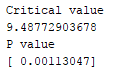 Critical value
9.48772903678
P value
[ 0.00113047]